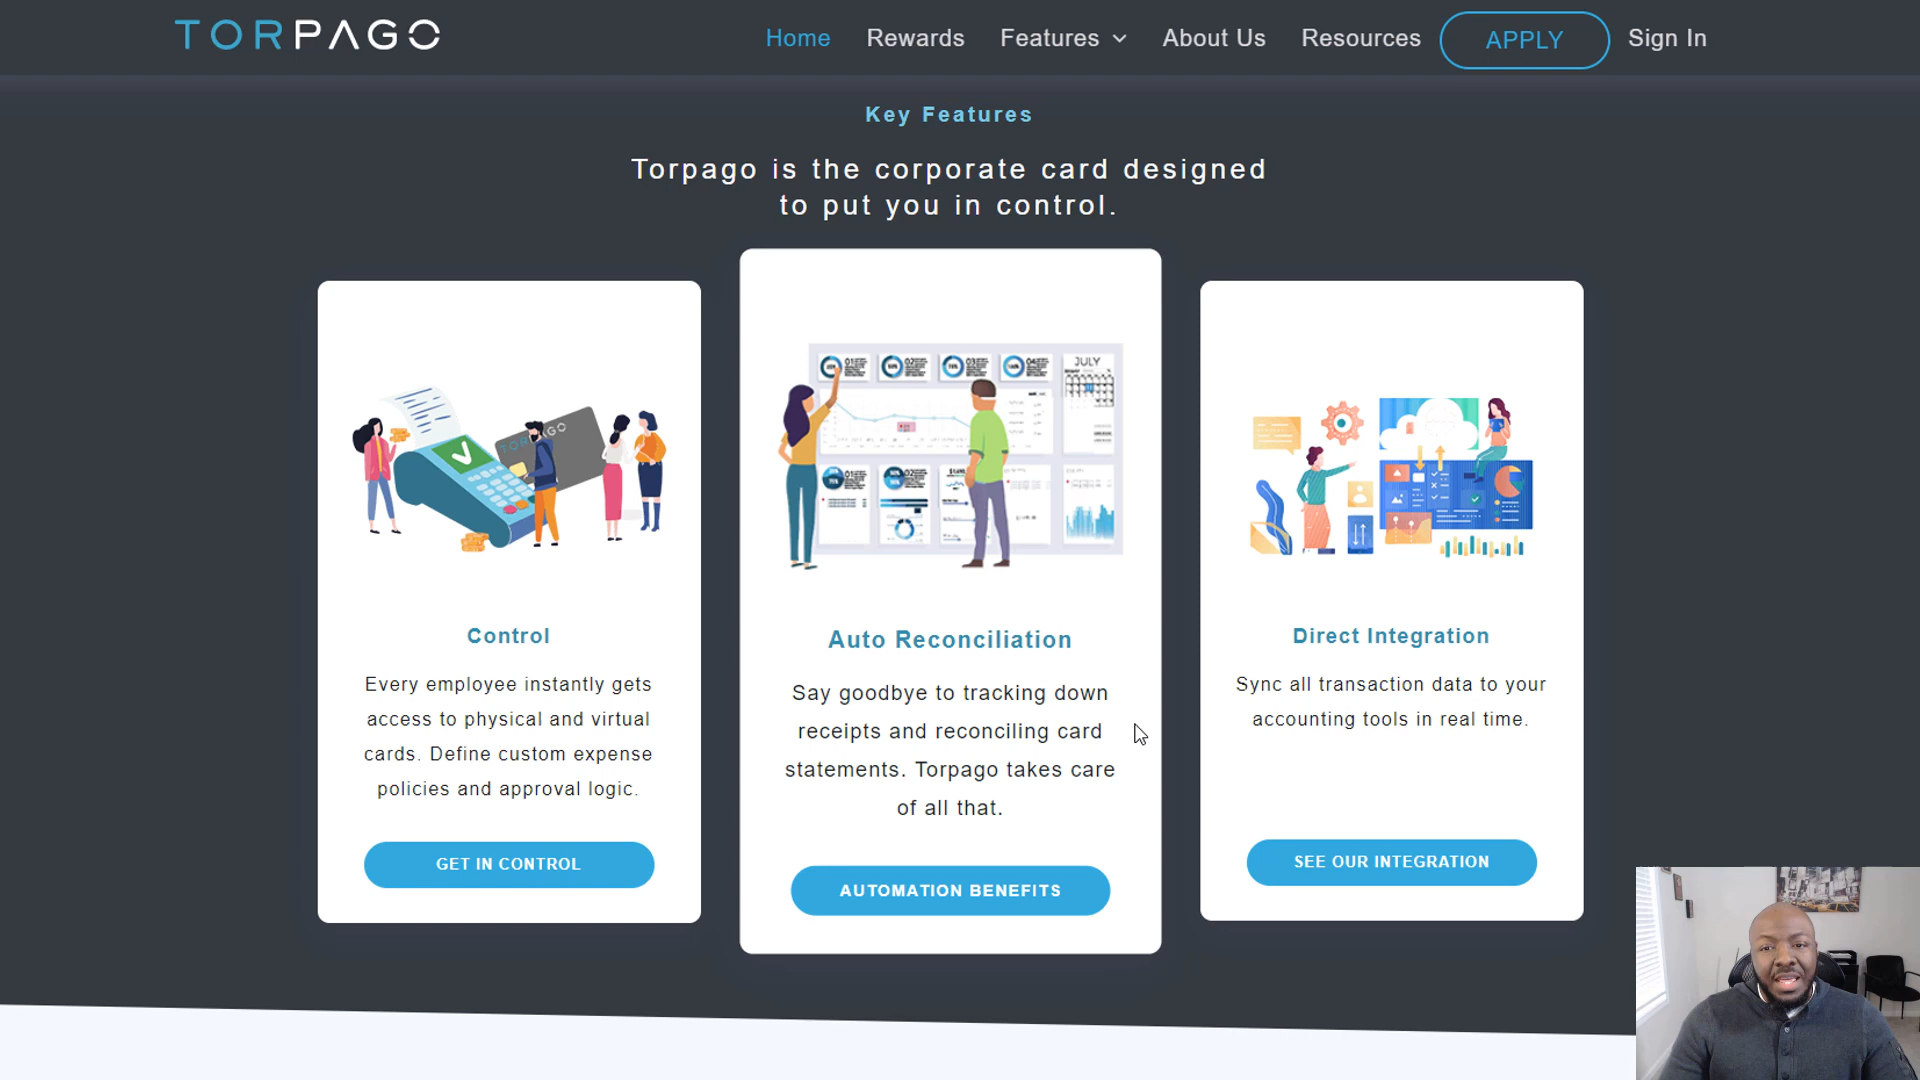 TORPAGO
Home Rewards Features About Us Resources APPLY Sign In
Key Features
Torpago is the corporate card designed
to put you in control.
JULY
Control
Every employee instantly gets
access to physical and virtual
cards. Define custom expense
policies and approval logic.
GET IN CONTROL
Auto Reconciliation
Say goodbye to tracking down
receipts and reconciling card
statements. Torpago takes care
of all that.
AUTOMATION BENEFITS
Direct Integration
Sync all transaction data to your
accounting tools in real time.
SEE OUR INTEGRATION